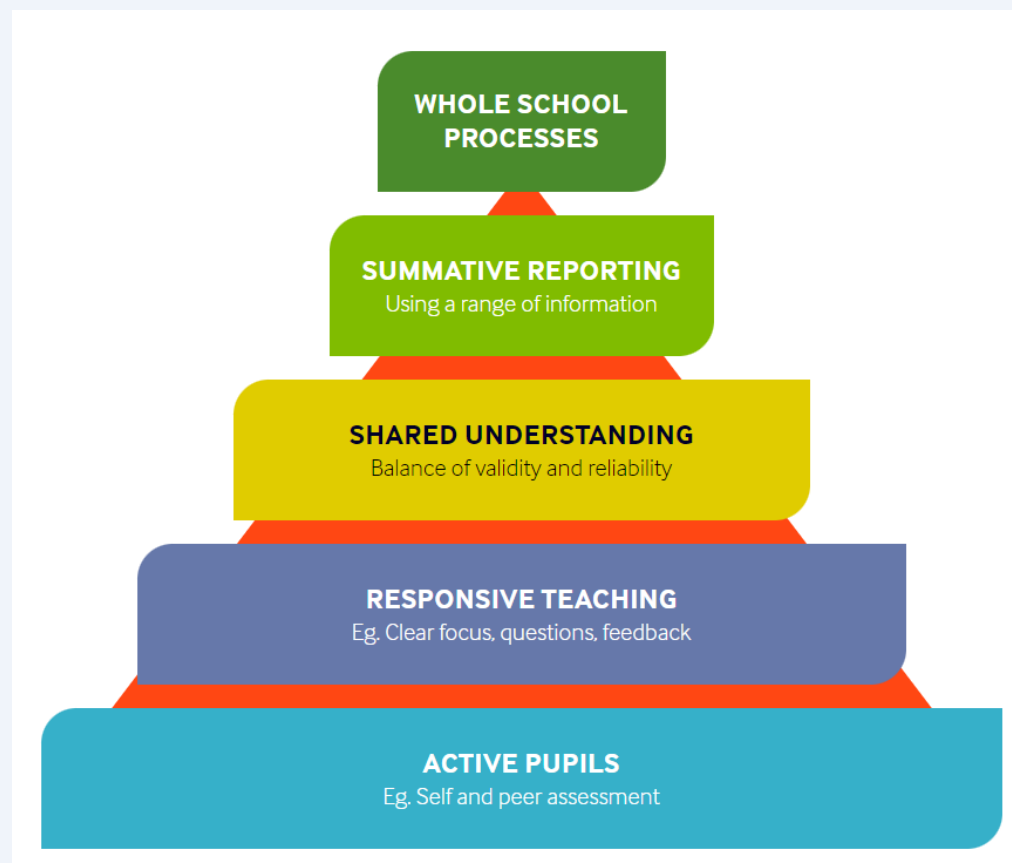 WHOLE SCHOOL
PROCESSES
SUMMATIVE REPORTING
Using a range of information
SHARED UNDERSTANDING
Balance of validity and reliability
RESPONSIVE TEACHING
Eg. Clear focus, questions, feedback
ACTIVE PUPILS
Eg. Self and peer assessment